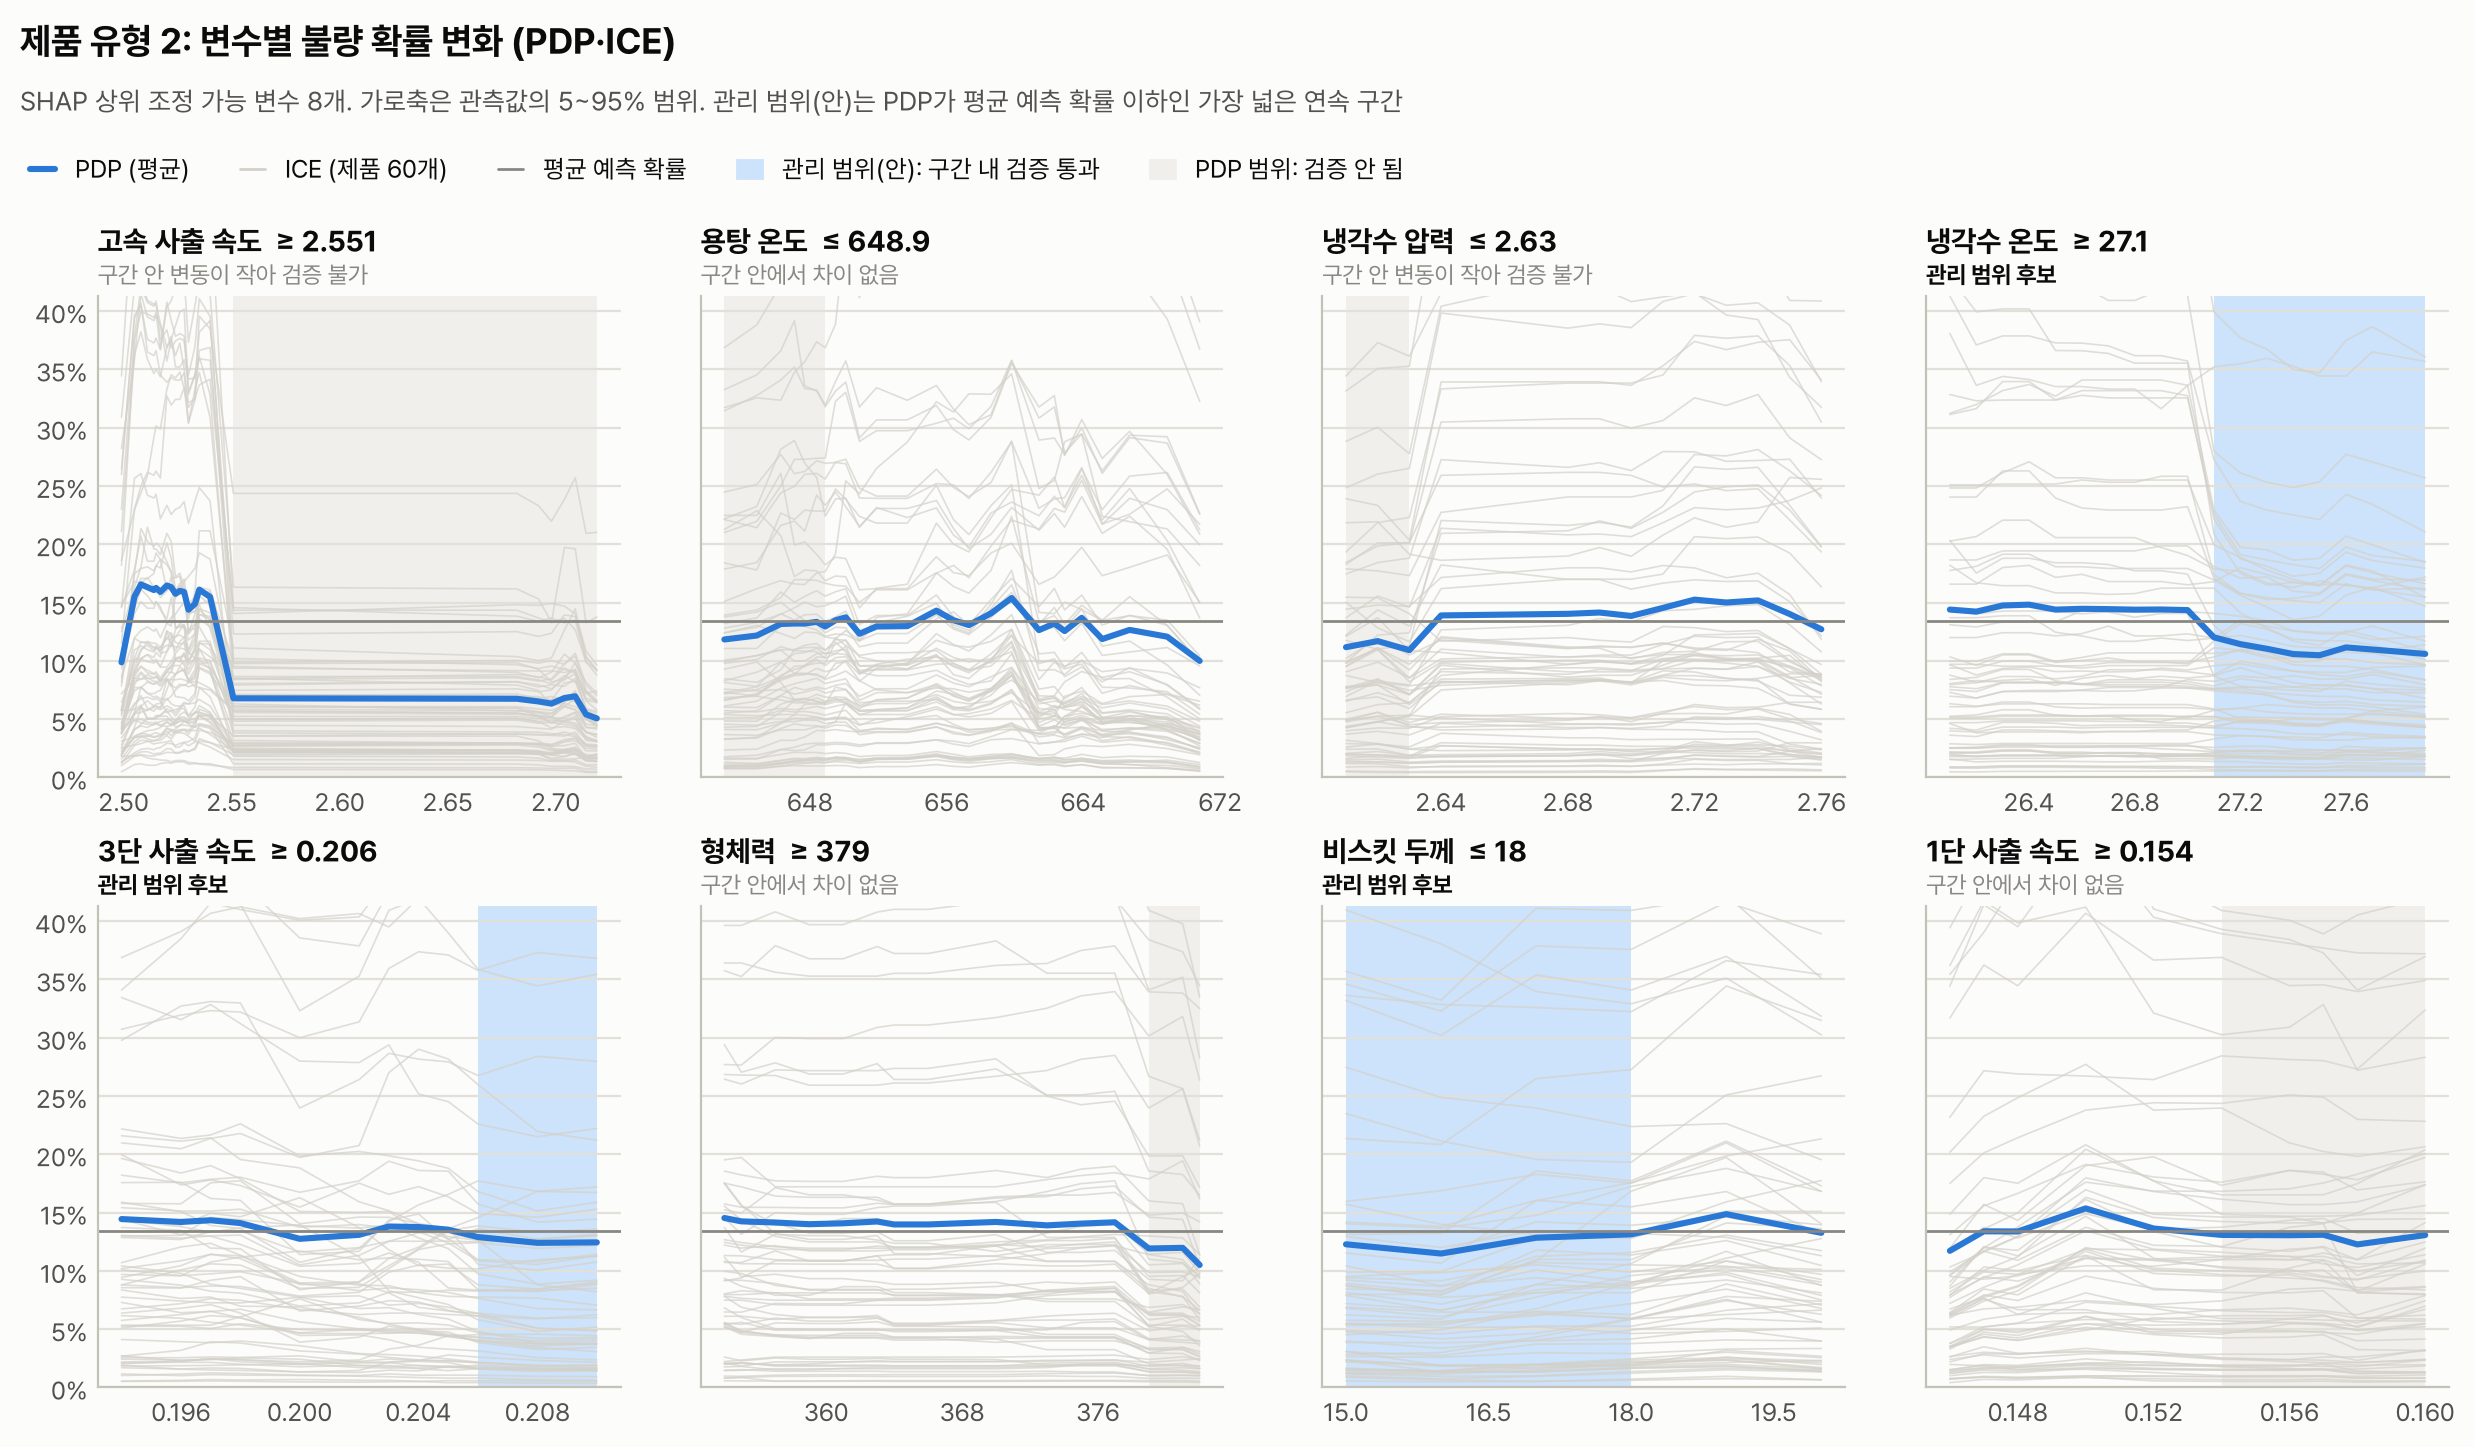 제품 유형 2: 변수별 불량 확률 변화 (PDP·ICE)
SHAP 상위 조정 가능 변수 8개. 가로축은 관측값의 5~95% 범위. 관리 범위(안)는 PDP가 평균 예측 확률 이하인 가장 넓은 연속 구간
PDP (평균) ICE (제품 60개) 평균 예측 확률 관리 범위(안): 구간 내 검증 통과 PDP 범위: 검증 안 됨
고속 사출 속도 ≥ 2.551
구간 안 변동이 작아 검증 불가
40%
35%
30%
25%
20%
15%
10%
5%
0%
2.50 2.55 2.60 2.65 2.70
용탕 온도 ≤ 648.9
구간 안에서 차이 없음
648 656 664 672
냉각수 압력 ≤ 2.63
구간 안 변동이 작아 검증 불가
2.64 2.68 2.72 2.76
냉각수 온도 ≥ 27.1
관리 범위 후보
26.4 26.8 27.2 27.6
3단 사출 속도 ≥ 0.206
관리 범위 후보
40%
35%
30%
25%
20%
15%
10%
5%
0%
0.196 0.200 0.204 0.208
형체력 ≥ 379
구간 안에서 차이 없음
360 368 376
비스킷 두께 ≤ 18
관리 범위 후보
15.0 16.5 18.0 19.5
1단 사출 속도 ≥ 0.154
구간 안에서 차이 없음
0.148 0.152 0.156 0.160